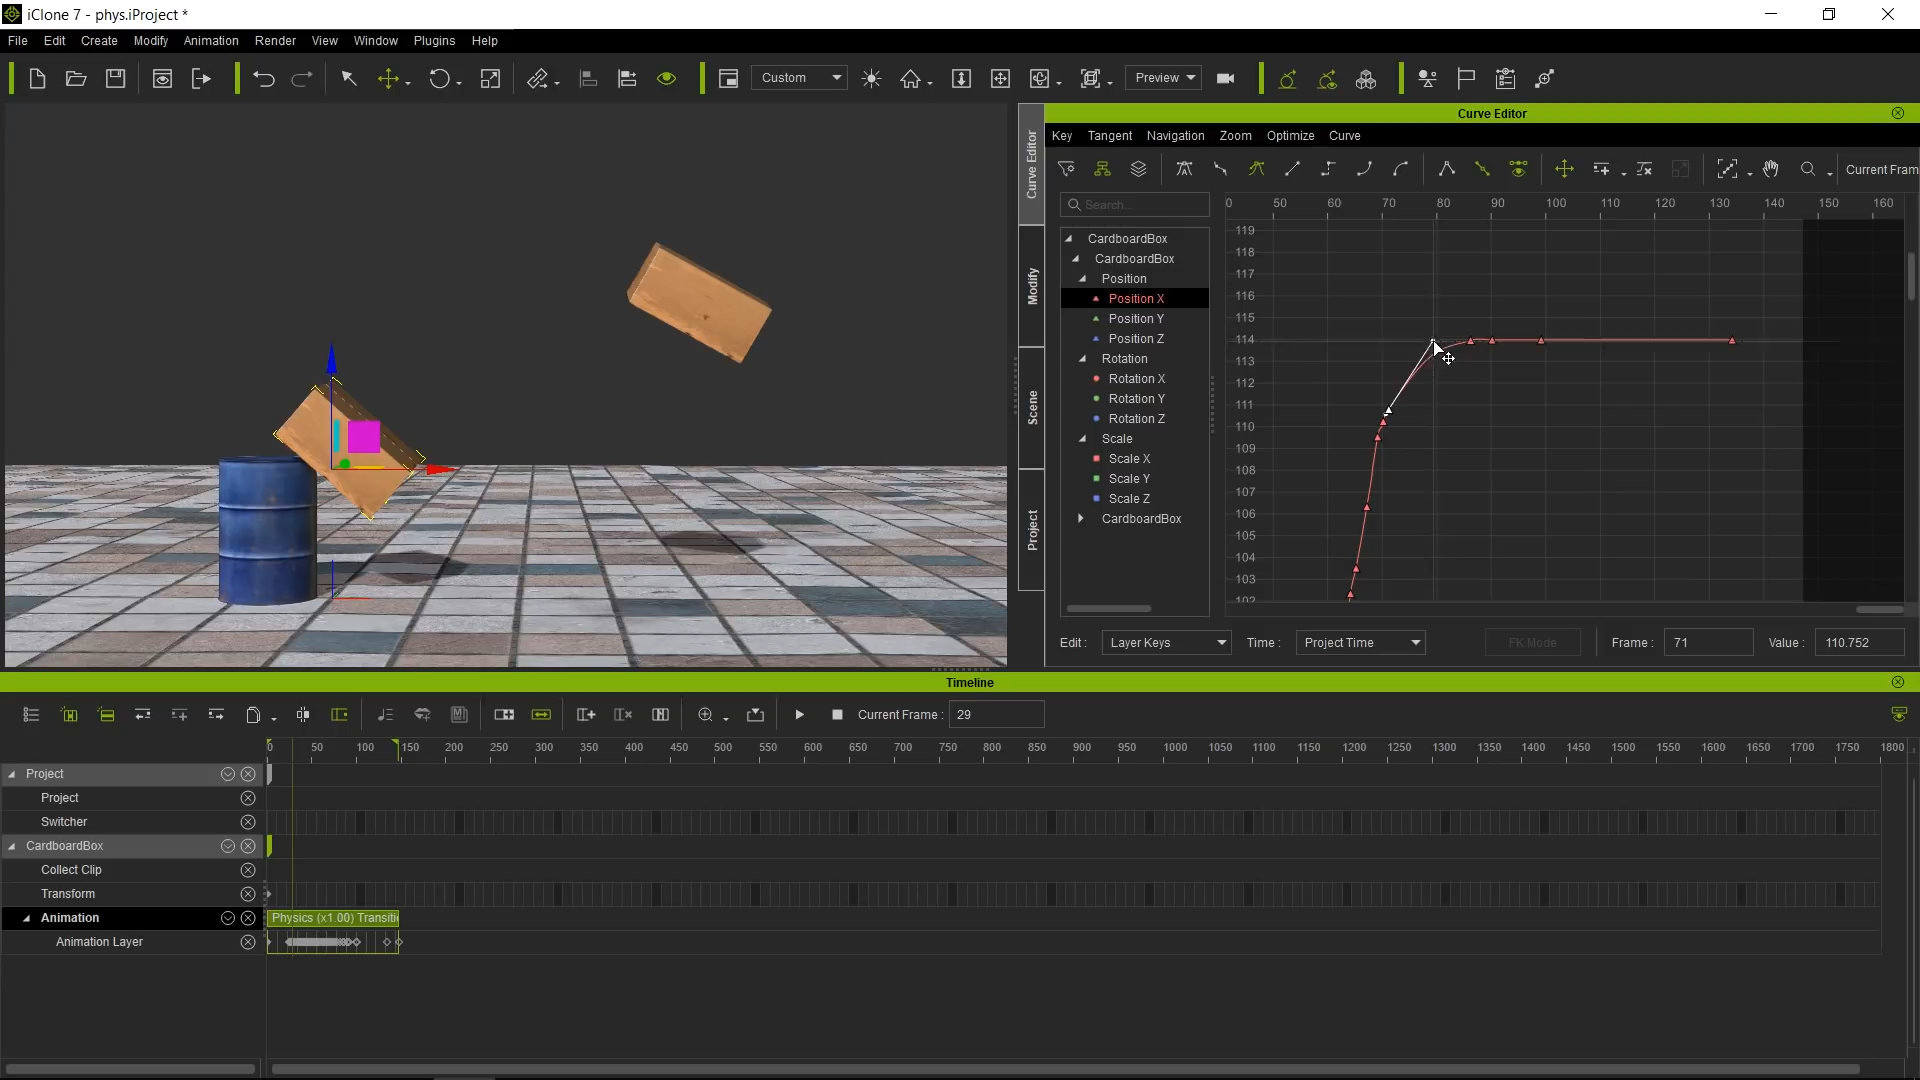 iClone 7 - phys.iProject *
File Edit Create Modify Animation Render View Window Plugins Help
Custom Preview
Curve Editor
Key Tangent Navigation Zoom Optimize Curve
Current Fram
Search...
0 50 60 70 80 90 100 110 120 130 140 150 160
Curve Editor
Modify
Scene
Project
CardboardBox
CardboardBox
Position
Position X
Position Y
Position Z
Rotation
Rotation X
Rotation Y
Rotation Z
Scale
Scale X
Scale Y
Scale Z
CardboardBox
119
118
117
116
115
114
113
112
111
110
109
108
107
106
105
104
103
102
Edit : Layer Keys Time : Project Time FK Mode Frame : 71 Value : 110.752
Timeline
Current Frame : 29
0 50 100 150 200 250 300 350 400 450 500 550 600 650 700 750 800 850 900 950 1000 1050 1100 1150 1200 1250 1300 1350 1400 1450 1500 1550 1600 1650 1700 1750 1800
Project
Project
Switcher
CardboardBox
Collect Clip
Transform
Animation Physics (x1.00) Transiti
Animation Layer